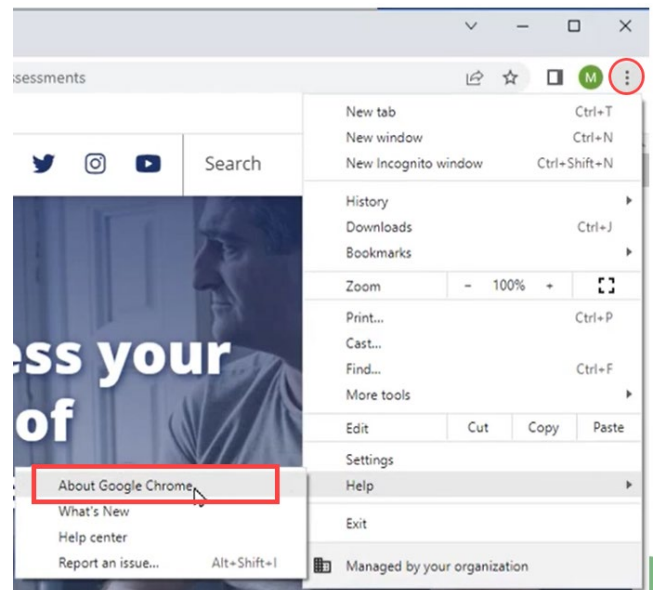 ssessments
M
New tab Ctrl+T
New window Ctrl+N
New Incognito window Ctrl+Shift+N
Search
History
Downloads Ctrl+J
Bookmarks
Zoom - 100% +
Print... Ctrl+P
Cast...
Find... Ctrl+F
More tools
ess your
of
Edit Cut Copy Paste
Settings
Help
About Google Chrome
What's New
Help center
Report an issue... Alt+Shift+I
Exit
Managed by your organization